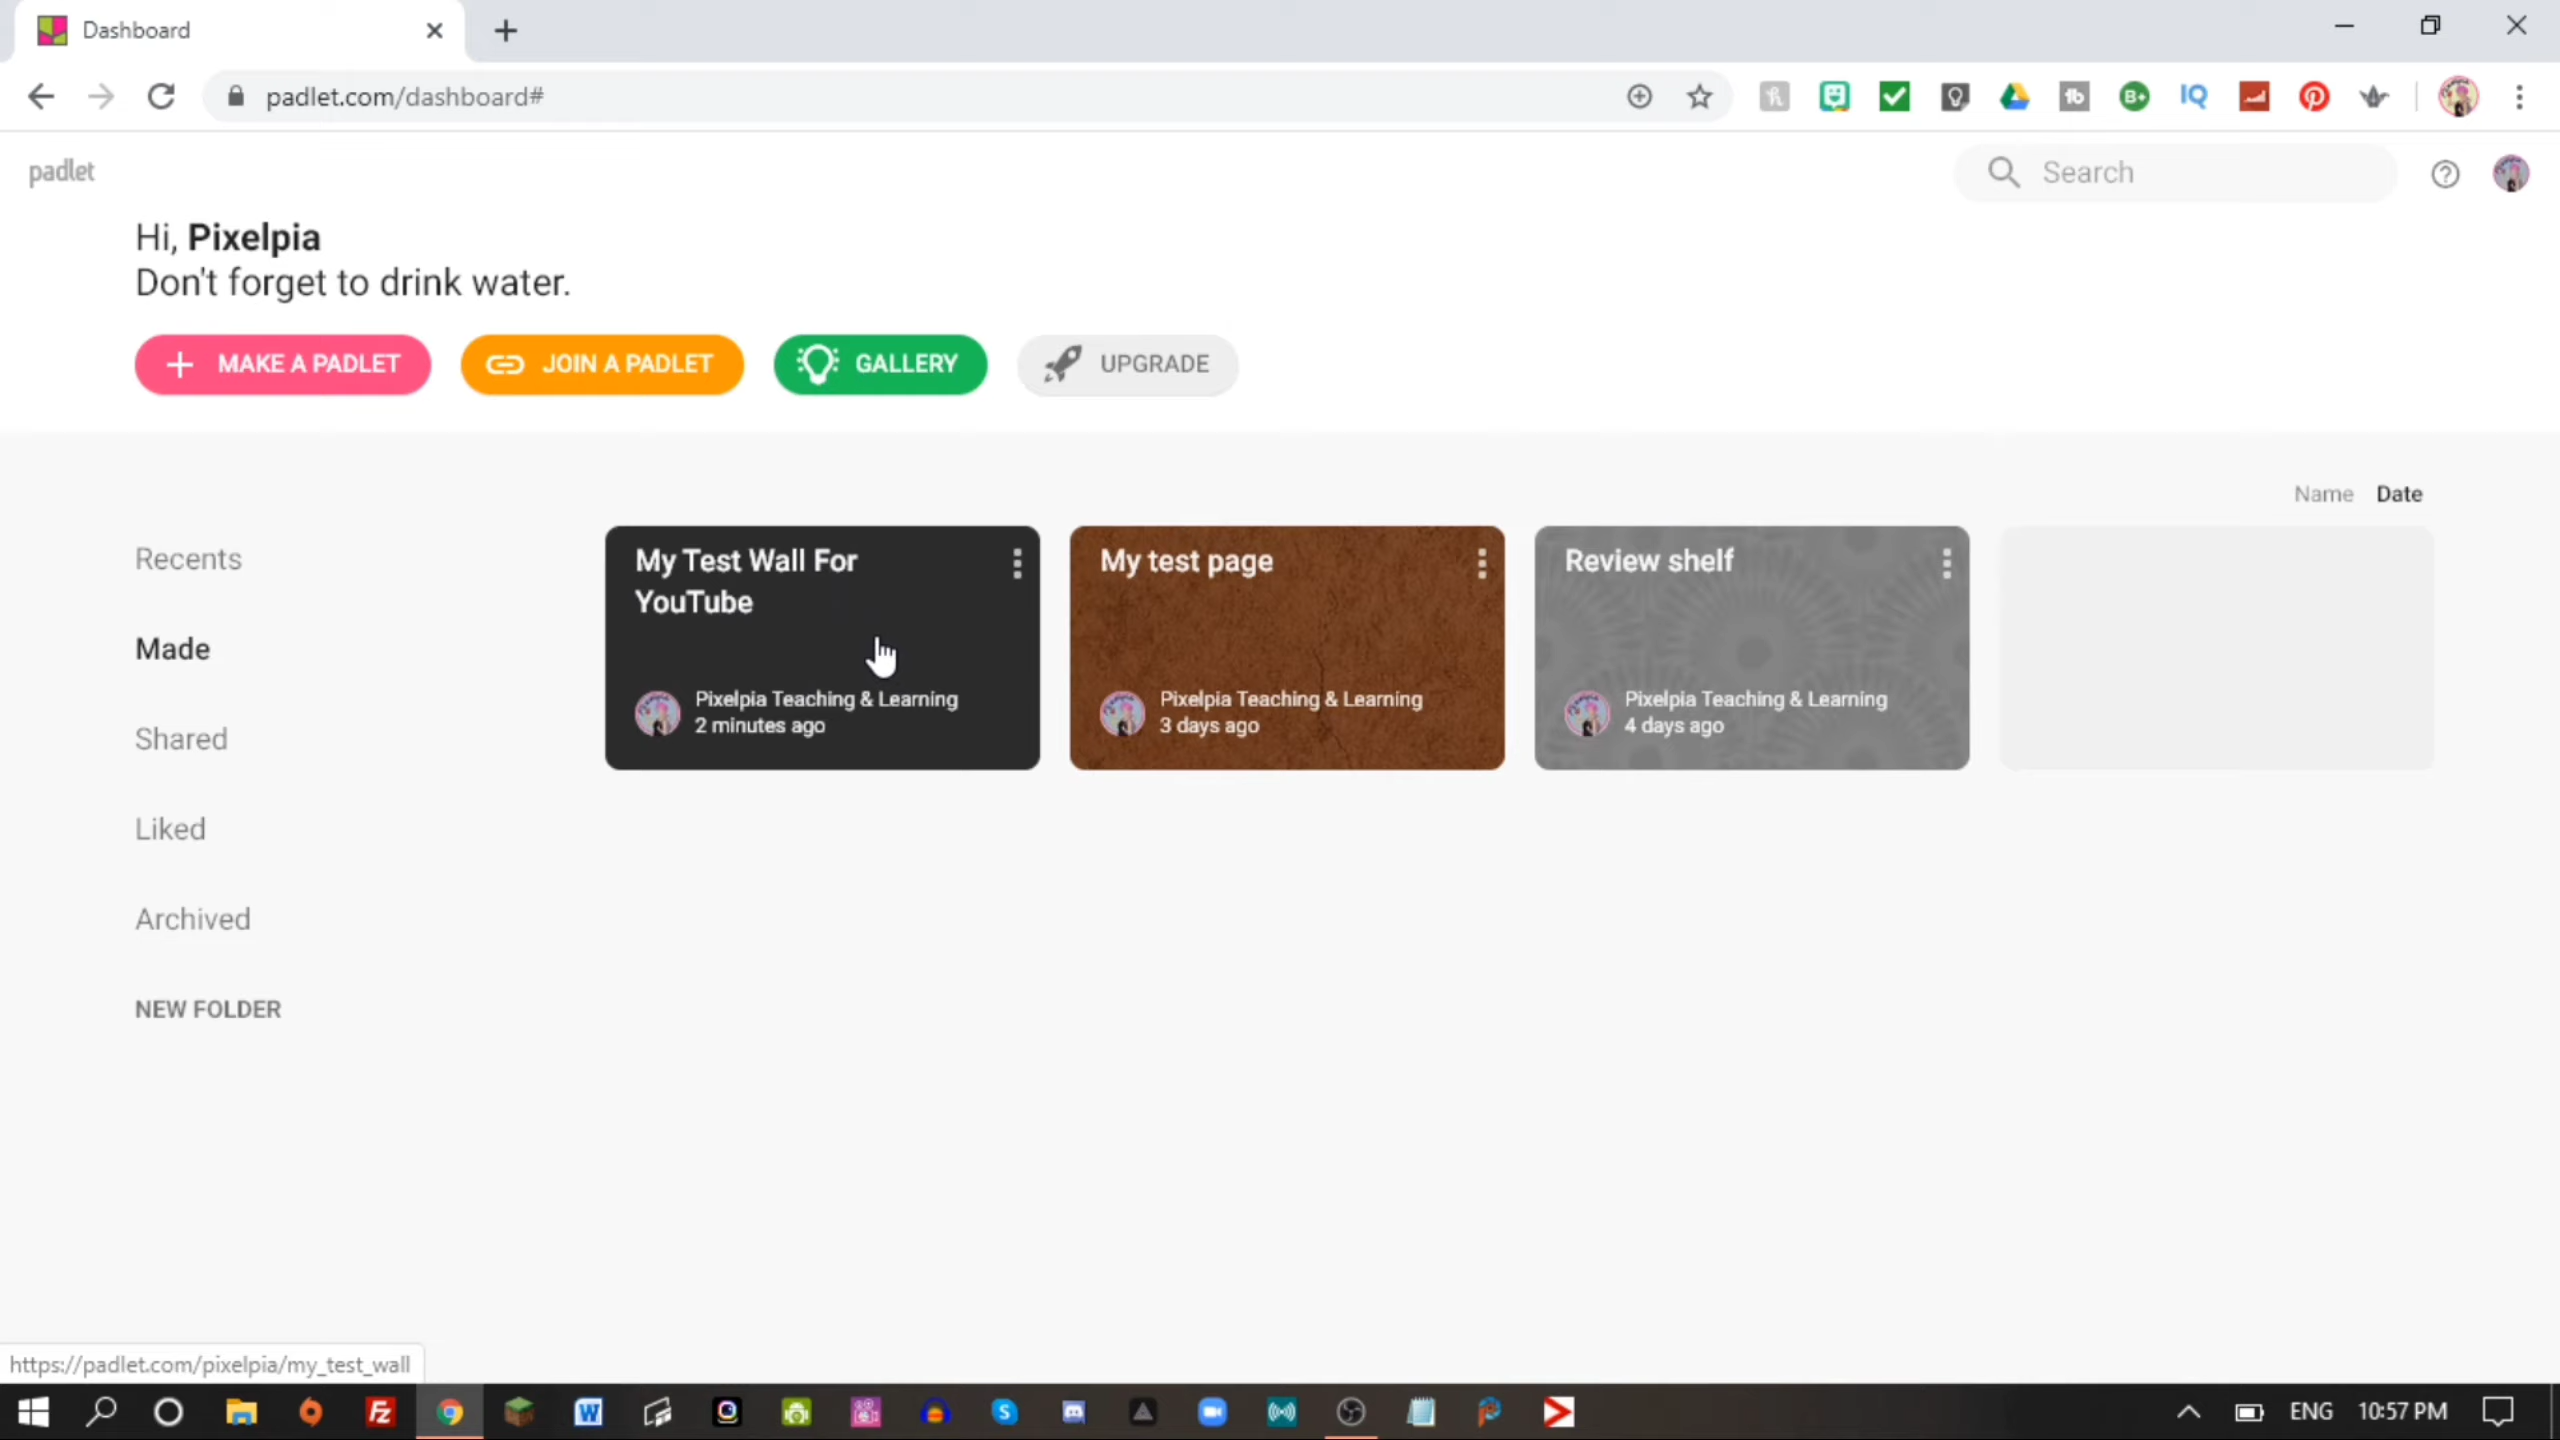 Dashboard
padlet.com/dashboard#
padlet
Search
Hi, Pixelpia
Don't forget to drink water.
MAKE A PADLET
JOIN A PADLET
GALLERY
UPGRADE
Name Date
Recents
Made
Shared
Liked
Archived
NEW FOLDER
My Test Wall For
YouTube
Pixelpia Teaching & Learning
2 minutes ago
My test page
Pixelpia Teaching & Learning
3 days ago
Review shelf
Pixelpia Teaching & Learning
4 days ago
https://padlet.com/pixelpia/my_test_wall
ENG 10:57 PM